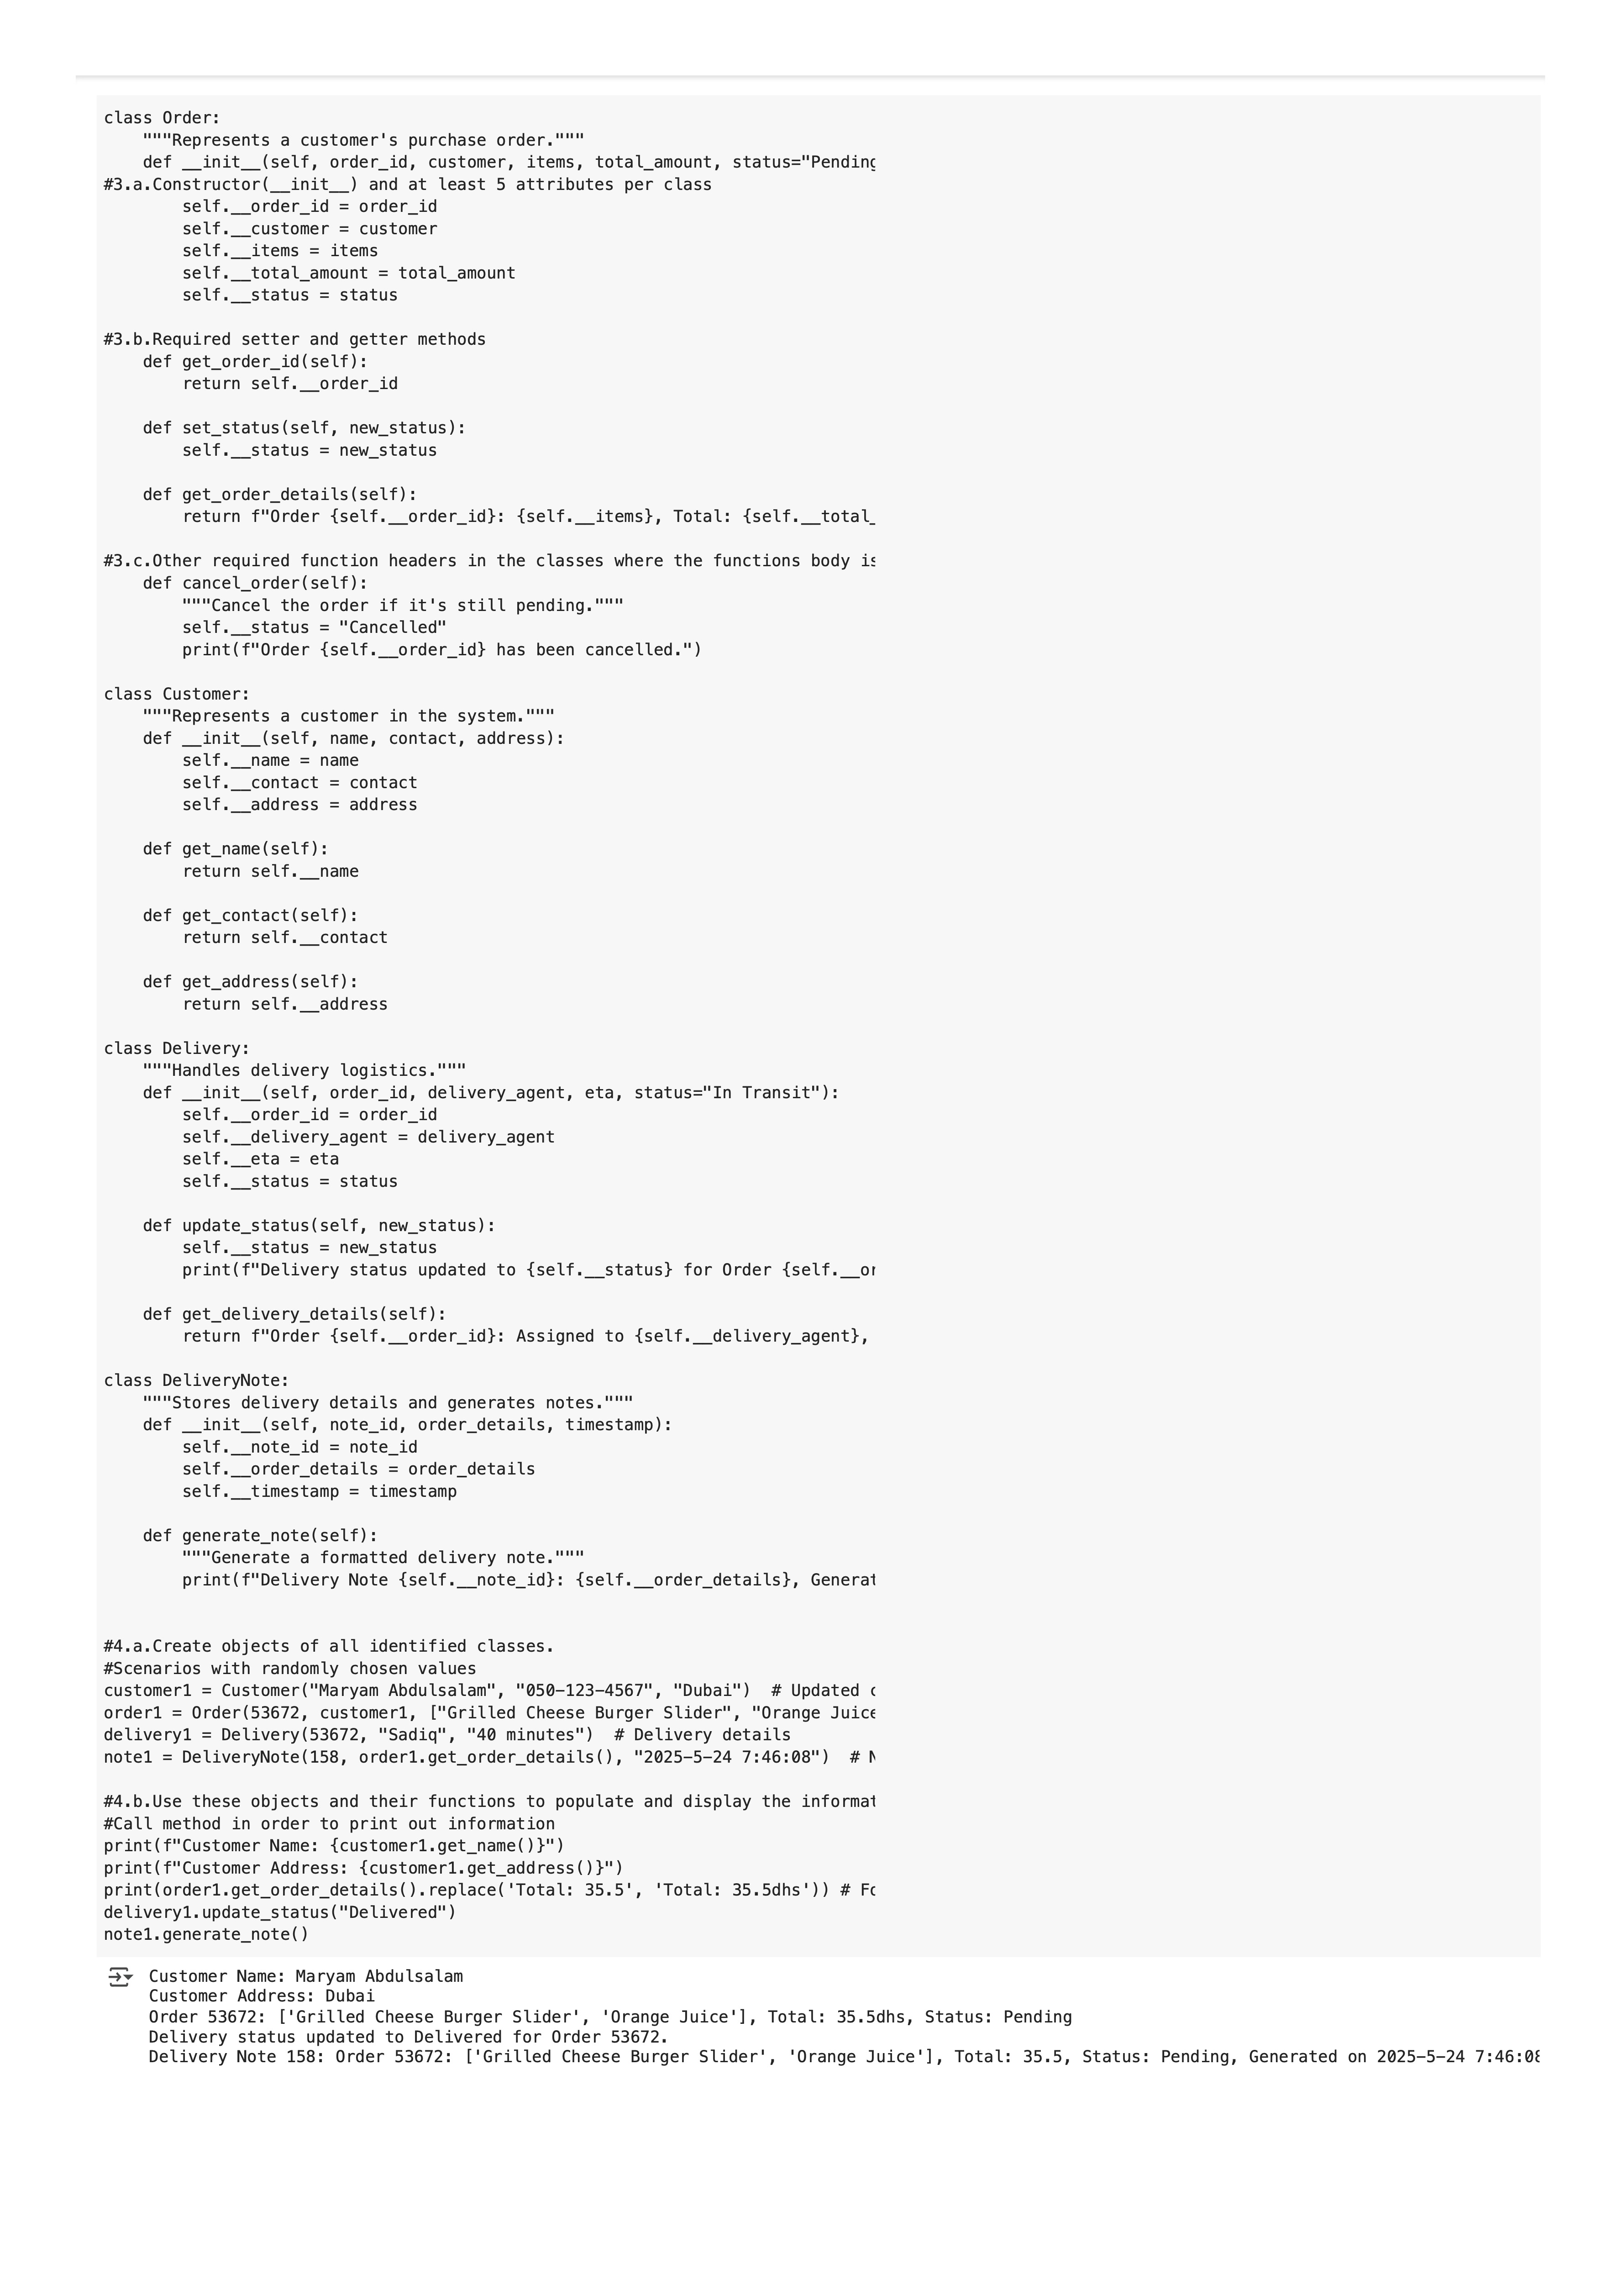 class Order:
    """Represents a customer's purchase order."""
    def __init__(self, order_id, customer, items, total_amount, status="Pending
#3.a.Constructor(__init__) and at least 5 attributes per class
        self.__order_id = order_id
        self.__customer = customer
        self.__items = items
        self.__total_amount = total_amount
        self.__status = status

#3.b.Required setter and getter methods
    def get_order_id(self):
        return self.__order_id

    def set_status(self, new_status):
        self.__status = new_status

    def get_order_details(self):
        return f"Order {self.__order_id}: {self.__items}, Total: {self.__total_

#3.c.Other required function headers in the classes where the functions body is
    def cancel_order(self):
        """Cancel the order if it's still pending."""
        self.__status = "Cancelled"
        print(f"Order {self.__order_id} has been cancelled.")

class Customer:
    """Represents a customer in the system."""
    def __init__(self, name, contact, address):
        self.__name = name
        self.__contact = contact
        self.__address = address

    def get_name(self):
        return self.__name

    def get_contact(self):
        return self.__contact

    def get_address(self):
        return self.__address

class Delivery:
    """Handles delivery logistics."""
    def __init__(self, order_id, delivery_agent, eta, status="In Transit"):
        self.__order_id = order_id
        self.__delivery_agent = delivery_agent
        self.__eta = eta
        self.__status = status

    def update_status(self, new_status):
        self.__status = new_status
        print(f"Delivery status updated to {self.__status} for Order {self.__or

    def get_delivery_details(self):
        return f"Order {self.__order_id}: Assigned to {self.__delivery_agent},

class DeliveryNote:
    """Stores delivery details and generates notes."""
    def __init__(self, note_id, order_details, timestamp):
        self.__note_id = note_id
        self.__order_details = order_details
        self.__timestamp = timestamp

    def generate_note(self):
        """Generate a formatted delivery note."""
        print(f"Delivery Note {self.__note_id}: {self.__order_details}, Generat


#4.a.Create objects of all identified classes.
#Scenarios with randomly chosen values
customer1 = Customer("Maryam Abdulsalam", "050-123-4567", "Dubai")  # Updated c
order1 = Order(53672, customer1, ["Grilled Cheese Burger Slider", "Orange Juice
delivery1 = Delivery(53672, "Sadiq", "40 minutes")  # Delivery details
note1 = DeliveryNote(158, order1.get_order_details(), "2025-5-24 7:46:08")  # N

#4.b.Use these objects and their functions to populate and display the informat
#Call method in order to print out information
print(f"Customer Name: {customer1.get_name()}")
print(f"Customer Address: {customer1.get_address()}")
print(order1.get_order_details().replace('Total: 35.5', 'Total: 35.5dhs')) # Fo
delivery1.update_status("Delivered")
note1.generate_note()

Customer Name: Maryam Abdulsalam
Customer Address: Dubai
Order 53672: ['Grilled Cheese Burger Slider', 'Orange Juice'], Total: 35.5dhs, Status: Pending
Delivery status updated to Delivered for Order 53672.
Delivery Note 158: Order 53672: ['Grilled Cheese Burger Slider', 'Orange Juice'], Total: 35.5, Status: Pending, Generated on 2025-5-24 7:46:08